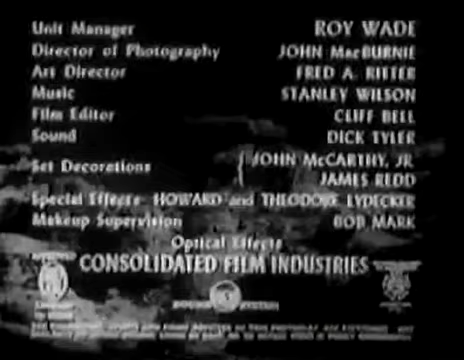 Unit Manager ROY WADE
Director of Photography JOHN MacBURNIE
Art Director FRED A. RITTER
Music STANLEY WILSON
Film Editor CLIFF BELL
Sound DICK TYLER
Set Decorations JOHN McCARTHY, JR
JAMES REDD
Special Effects HOWARD and THEODORE LYDECKER
Makeup Supervision BOB MARK
Optical Effects
CONSOLIDATED FILM INDUSTRIES